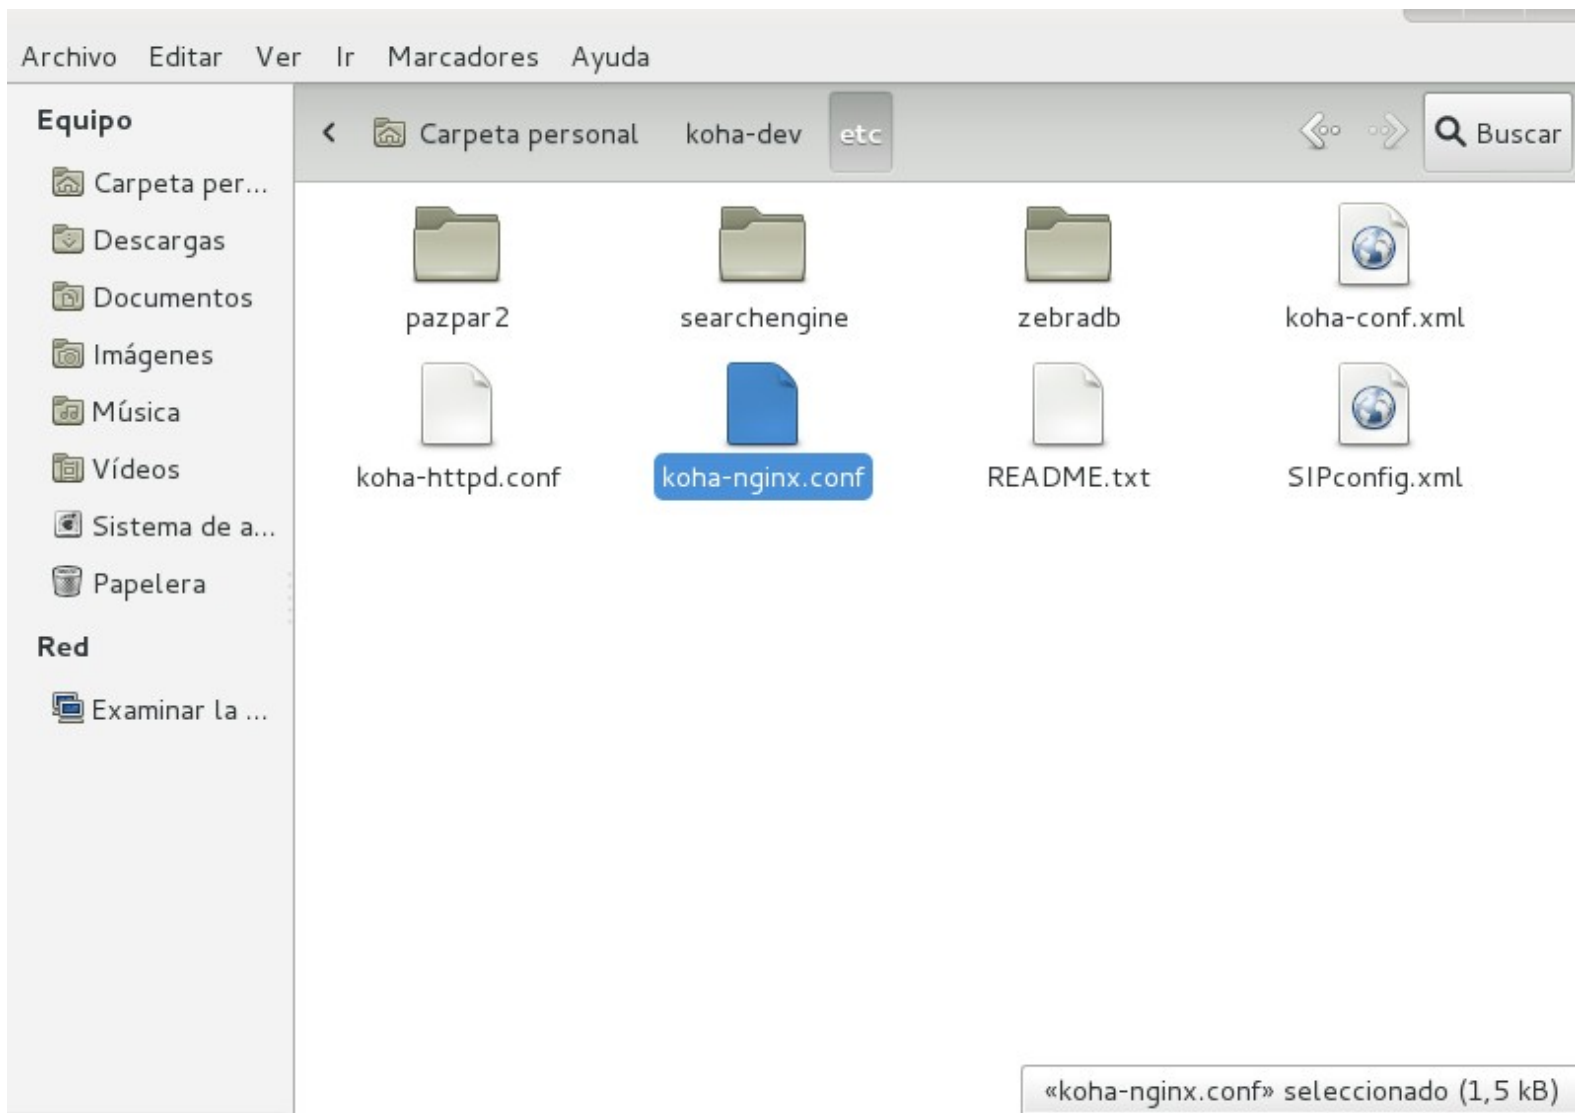 Archivo Editar Ver Ir Marcadores Ayuda
Equipo
Carpeta per...
Descargas
Documentos
Imágenes
Música
Vídeos
Sistema de a...
Papelera
Red
Examinar la ...
Carpeta personal koha-dev etc Buscar
pazpar2 searchengine zebradb koha-conf.xml
koha-httpd.conf koha-nginx.conf README.txt SIPconfig.xml
«koha-nginx.conf» seleccionado (1,5 kB)